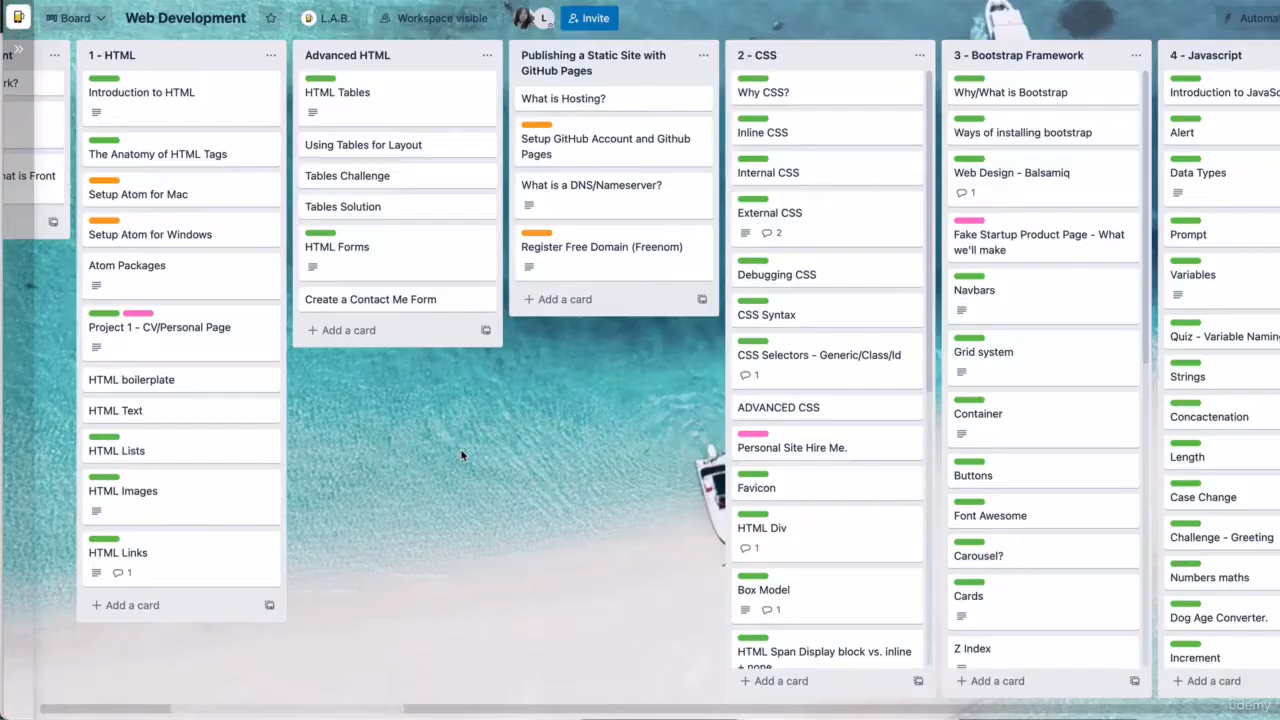 Board
Web Development
L.A.B.
Workspace visible
L
Invite
Automa
nt
rk?
hat is Front
1 - HTML
Introduction to HTML
The Anatomy of HTML Tags
Setup Atom for Mac
Setup Atom for Windows
Atom Packages
Project 1 - CV/Personal Page
HTML boilerplate
HTML Text
HTML Lists
HTML Images
HTML Links
1
+ Add a card
Advanced HTML
HTML Tables
Using Tables for Layout
Tables Challenge
Tables Solution
HTML Forms
Create a Contact Me Form
+ Add a card
Publishing a Static Site with
GitHub Pages
What is Hosting?
Setup GitHub Account and Github
Pages
What is a DNS/Nameserver?
Register Free Domain (Freenom)
+ Add a card
2 - CSS
Why CSS?
Inline CSS
Internal CSS
External CSS
2
Debugging CSS
CSS Syntax
CSS Selectors - Generic/Class/Id
1
ADVANCED CSS
Personal Site Hire Me.
Favicon
HTML Div
1
Box Model
1
HTML Span Display block vs. inline
+ none
+ Add a card
3 - Bootstrap Framework
Why/What is Bootstrap
Ways of installing bootstrap
Web Design - Balsamiq
1
Fake Startup Product Page - What
we'll make
Navbars
Grid system
Container
Buttons
Font Awesome
Carousel?
Cards
Z Index
+ Add a card
4 - Javascript
Introduction to JavaSc
Alert
Data Types
Prompt
Variables
Quiz - Variable Naming
Strings
Concactenation
Length
Case Change
Challenge - Greeting
Numbers maths
Dog Age Converter.
Increment
+ Add a card
udemy